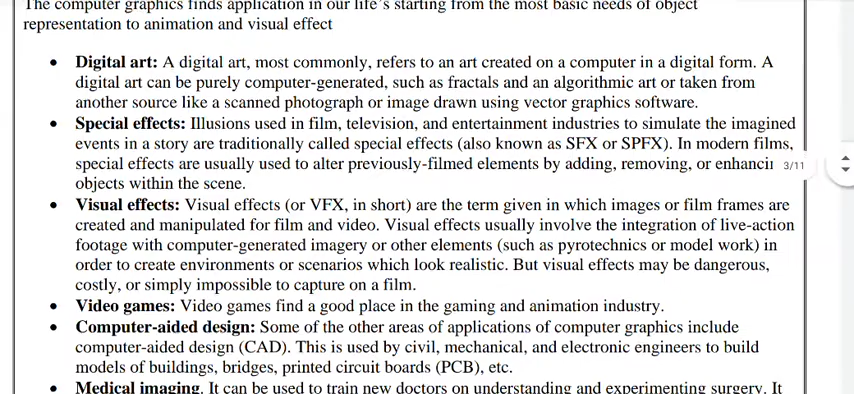 The computer graphics finds application in our life's starting from the most basic needs of object
representation to animation and visual effect
• Digital art: A digital art, most commonly, refers to an art created on a computer in a digital form. A
digital art can be purely computer-generated, such as fractals and an algorithmic art or taken from
another source like a scanned photograph or image drawn using vector graphics software.
• Special effects: Illusions used in film, television, and entertainment industries to simulate the imagined
events in a story are traditionally called special effects (also known as SFX or SPFX). In modern films,
special effects are usually used to alter previously-filmed elements by adding, removing, or 3/11
objects within the scene.
• Visual effects: Visual effects (or VFX, in short) are the term given in which images or film frames are
created and manipulated for film and video. Visual effects usually involve the integration of live-action
footage with computer-generated imagery or other elements (such as pyrotechnics or model work) in
order to create environments or scenarios which look realistic. But visual effects may be dangerous,
costly, or simply impossible to capture on a film.
• Video games: Video games find a good place in the gaming and animation industry.
• Computer-aided design: Some of the other areas of applications of computer graphics include
computer-aided design (CAD). This is used by civil, mechanical, and electronic engineers to build
models of buildings, bridges, printed circuit boards (PCB), etc.
• Medical imaging. It can be used to train new doctors on understanding and experimenting surgery. It